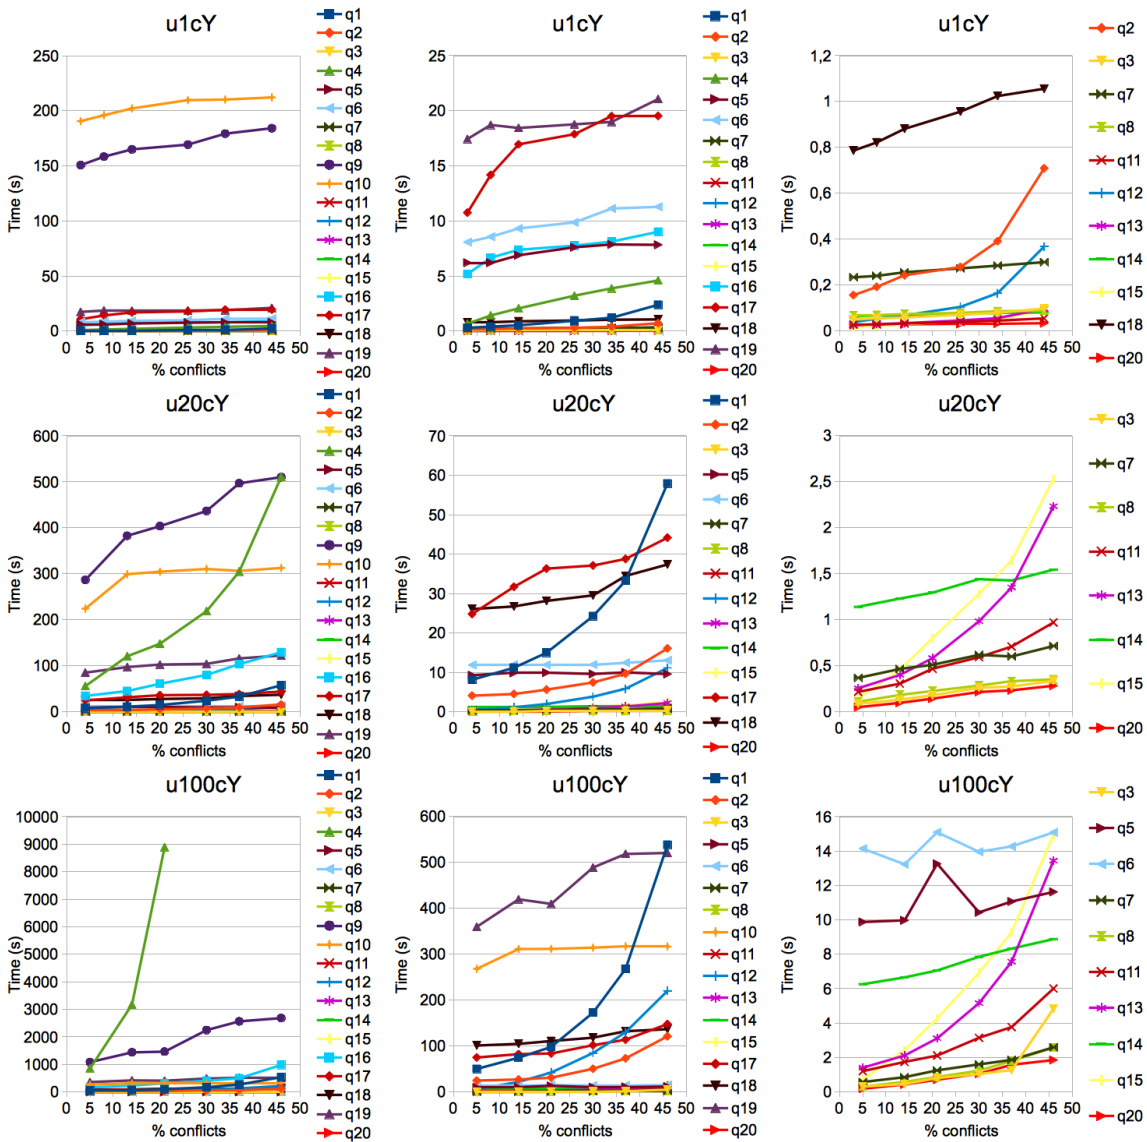 u1cY
250
200
150
100
50
0
Time (s)
0 5 10 15 20 25 30 35 40 45 50
% conflicts
q1
q2
q3
q4
q5
q6
q7
q8
q9
q10
q11
q12
q13
q14
q15
q16
q17
q18
q19
q20
u1cY
25
20
15
10
5
0
Time (s)
0 5 10 15 20 25 30 35 40 45 50
% conflicts
q1
q2
q3
q4
q5
q6
q7
q8
q11
q12
q13
q14
q15
q16
q17
q18
q19
q20
u1cY
1,2
1
0,8
0,6
0,4
0,2
0
Time (s)
0 5 10 15 20 25 30 35 40 45 50
% conflicts
q2
q3
q7
q8
q11
q12
q13
q14
q15
q18
q20
u20cY
600
500
400
300
200
100
0
Time (s)
0 5 10 15 20 25 30 35 40 45 50
% conflicts
q1
q2
q3
q4
q5
q6
q7
q8
q9
q10
q11
q12
q13
q14
q15
q16
q17
q18
q19
q20
u20cY
70
60
50
40
30
20
10
0
Time (s)
0 5 10 15 20 25 30 35 40 45 50
% conflicts
q1
q2
q3
q5
q6
q7
q8
q11
q12
q13
q14
q15
q17
q18
q20
u20cY
3
2,5
2
1,5
1
0,5
0
Time (s)
0 5 10 15 20 25 30 35 40 45 50
% conflicts
q3
q7
q8
q11
q13
q14
q15
q20
u100cY
10000
9000
8000
7000
6000
5000
4000
3000
2000
1000
0
Time (s)
0 5 10 15 20 25 30 35 40 45 50
% conflicts
q1
q2
q3
q4
q5
q6
q7
q8
q9
q10
q11
q12
q13
q14
q15
q16
q17
q18
q19
q20
u100cY
600
500
400
300
200
100
0
Time (s)
0 5 10 15 20 25 30 35 40 45 50
% conflicts
q1
q2
q3
q5
q6
q7
q8
q10
q11
q12
q13
q14
q15
q17
q18
q19
q20
u100cY
16
14
12
10
8
6
4
2
0
Time (s)
0 5 10 15 20 25 30 35 40 45 50
% conflicts
q3
q5
q6
q7
q8
q11
q13
q14
q15
q20